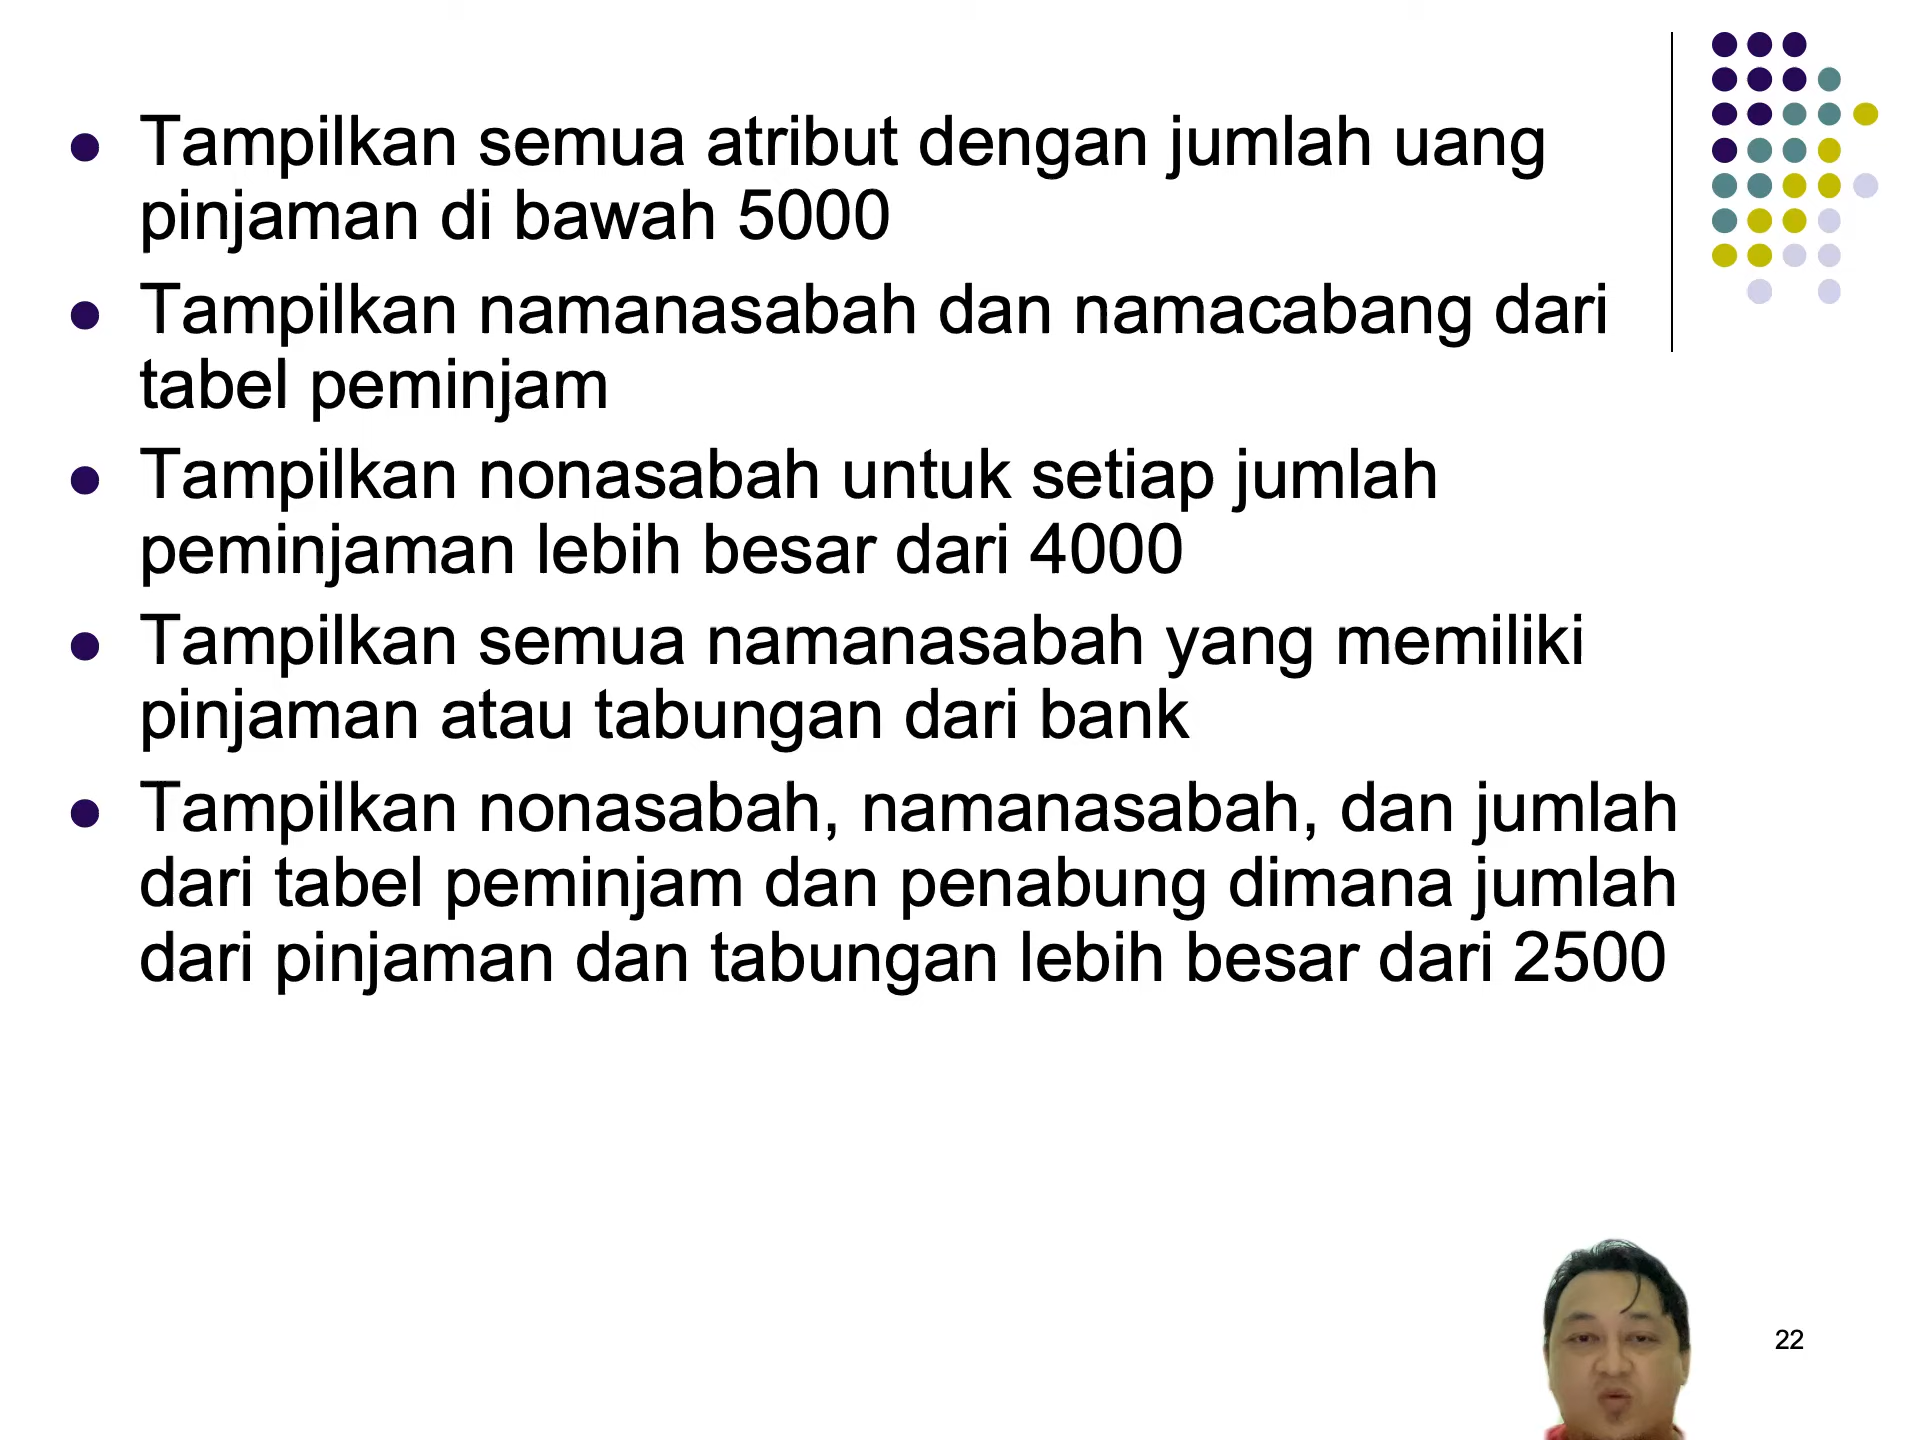 Tampilkan semua atribut dengan jumlah uang
pinjaman di bawah 5000
Tampilkan namanasabah dan namacabang dari
tabel peminjam
Tampilkan nonasabah untuk setiap jumlah
peminjaman lebih besar dari 4000
Tampilkan semua namanasabah yang memiliki
pinjaman atau tabungan dari bank
Tampilkan nonasabah, namanasabah, dan jumlah
dari tabel peminjam dan penabung dimana jumlah
dari pinjaman dan tabungan lebih besar dari 2500
22